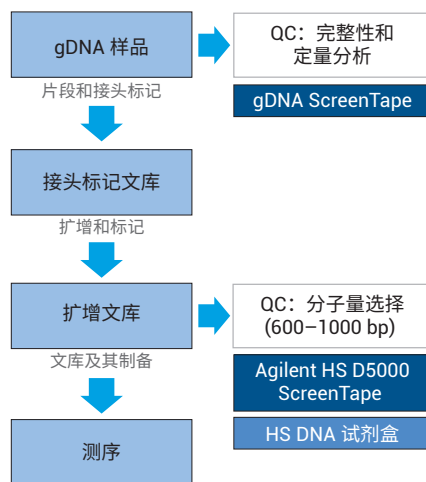 gDNA 样品
QC：完整性和
定量分析
gDNA ScreenTape
片段和接头标记
接头标记文库
扩增和标记
扩增文库
QC：分子量选择
(600–1000 bp)
Agilent HS D5000
ScreenTape
HS DNA 试剂盒
文库及其制备
测序